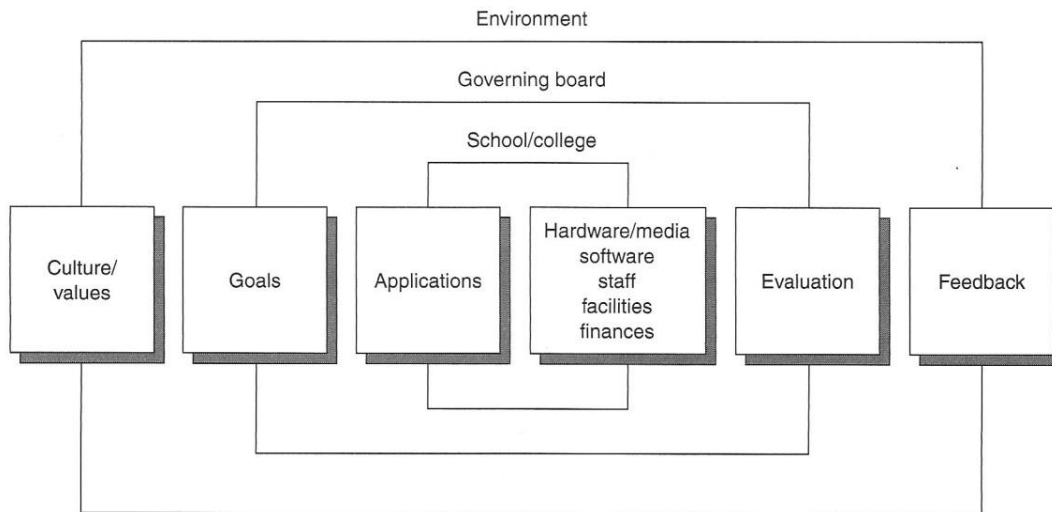 Environment
Governing board
School/college
Culture/
values
Goals
Applications
Hardware/media
software
staff
facilities
finances
Evaluation
Feedback